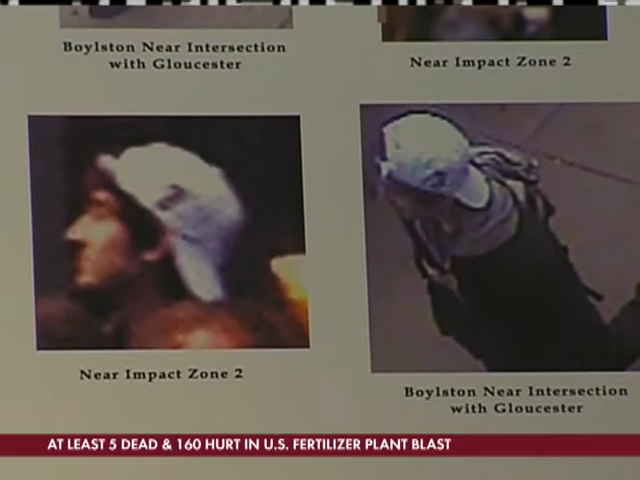 Boylston Near Intersection
with Gloucester
Near Impact Zone 2
Near Impact Zone 2
Boylston Near Intersection
with Gloucester
AT LEAST 5 DEAD & 160 HURT IN U.S. FERTILIZER PLANT BLAST